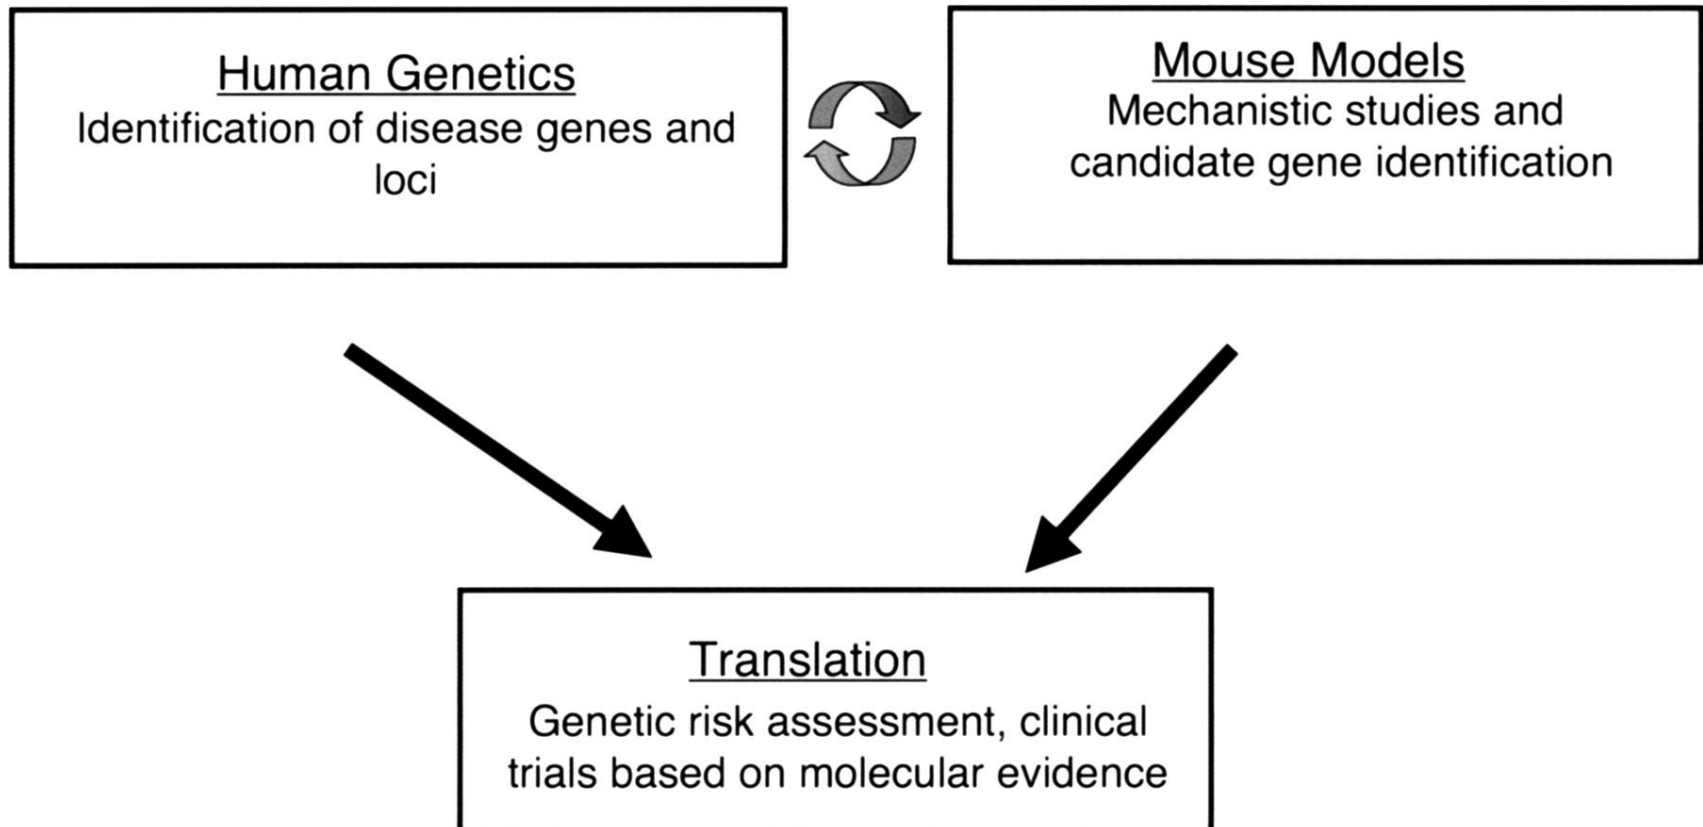 Human Genetics
Identification of disease genes and
loci
Mouse Models
Mechanistic studies and
candidate gene identification
Translation
Genetic risk assessment, clinical
trials based on molecular evidence